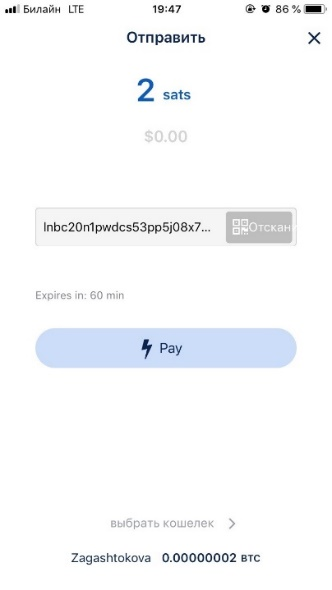 Билайн LTE 19:47 86 %
Отправить
2 sats
$0.00
lnbc20n1pwdcs53pp5j08x7... Отскан
Expires in: 60 min
Pay
выбрать кошелек
Zagashtokova 0.00000002 BTC